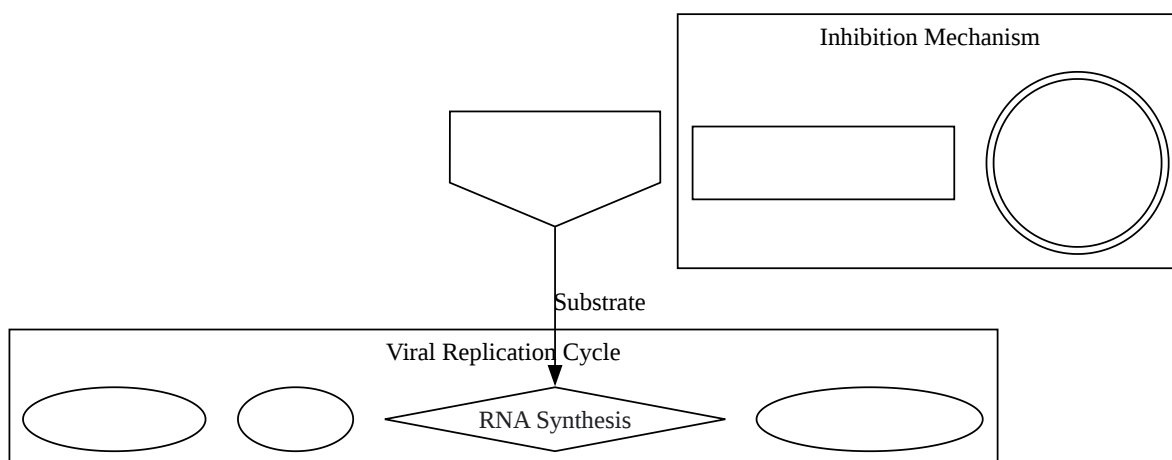 Inhibition Mechanism
Substrate
Viral Replication Cycle
RNA Synthesis